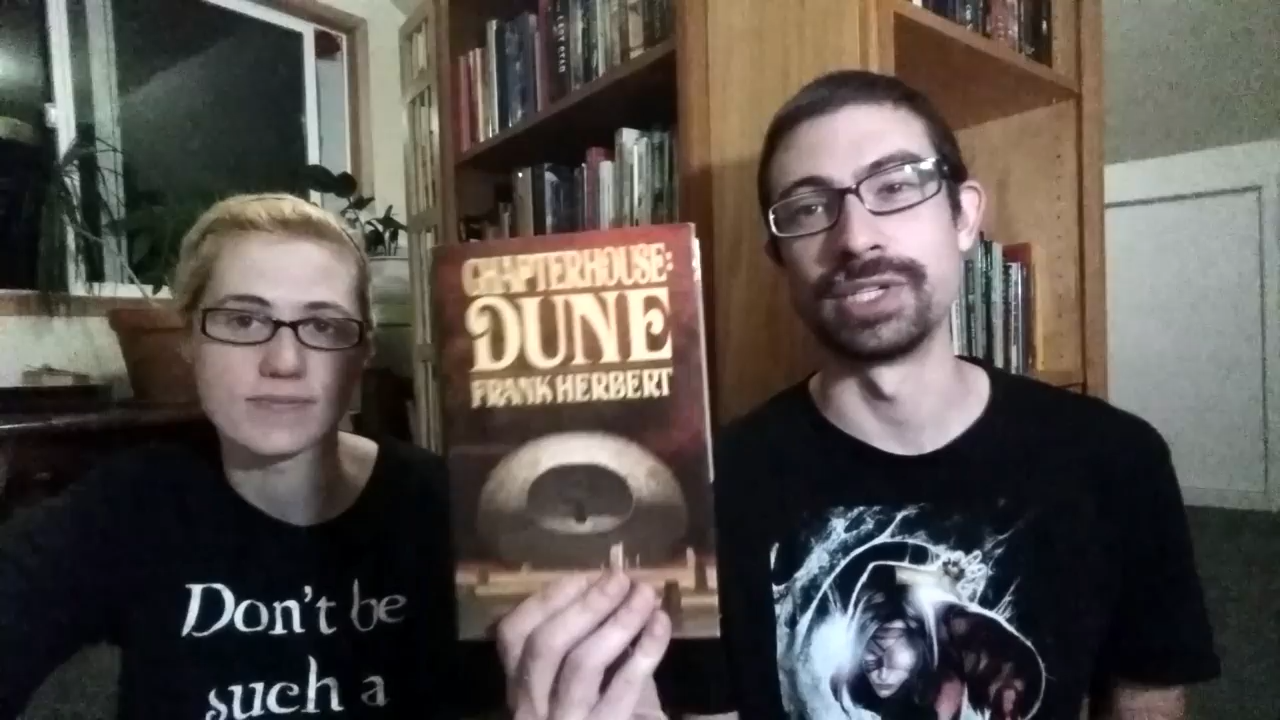 CHAPTERHOUSE:
DUNE
FRANK HERBERT
Don't be
such a